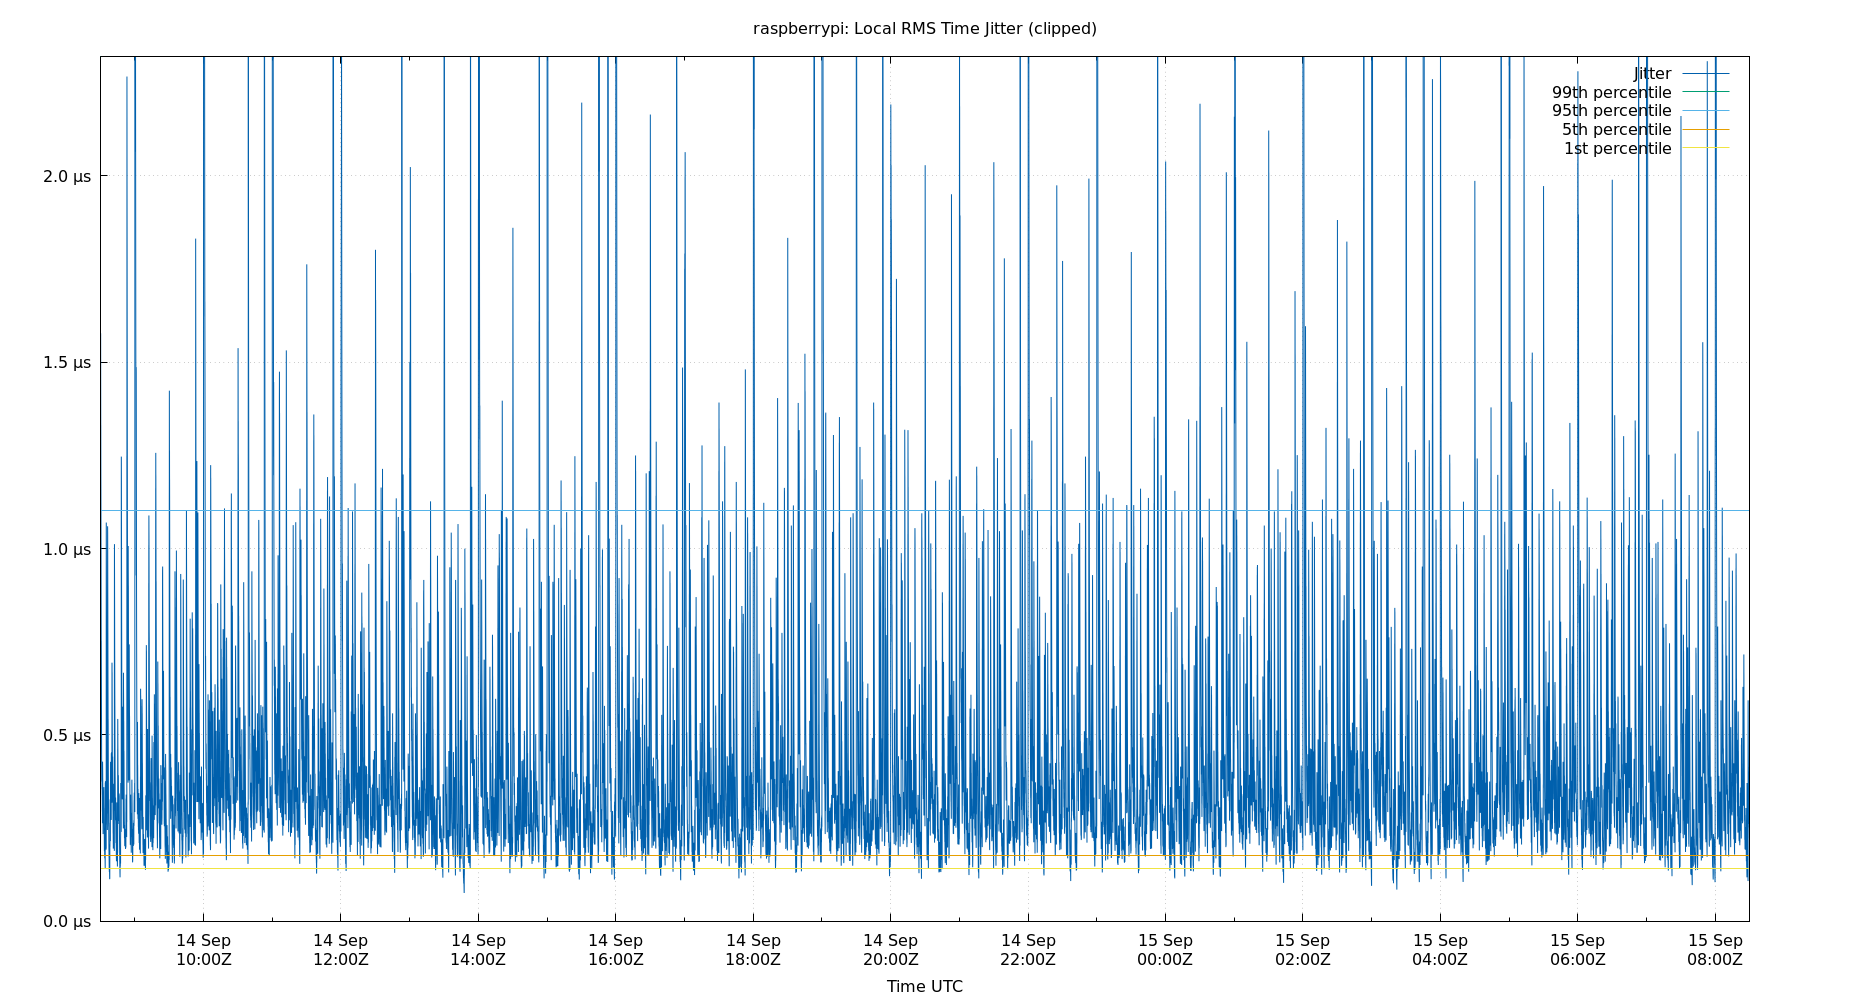 raspberrypi: Local RMS Time Jitter (clipped)
Jitter
99th percentile
95th percentile
5th percentile
1st percentile
2.0 µs
1.5 µs
1.0 µs
0.5 µs
0.0 µs
14 Sep 14 Sep 14 Sep 14 Sep 14 Sep 14 Sep 14 Sep 15 Sep 15 Sep 15 Sep 15 Sep 15 Sep
10:00Z 12:00Z 14:00Z 16:00Z 18:00Z 20:00Z 22:00Z 00:00Z 02:00Z 04:00Z 06:00Z 08:00Z
Time UTC